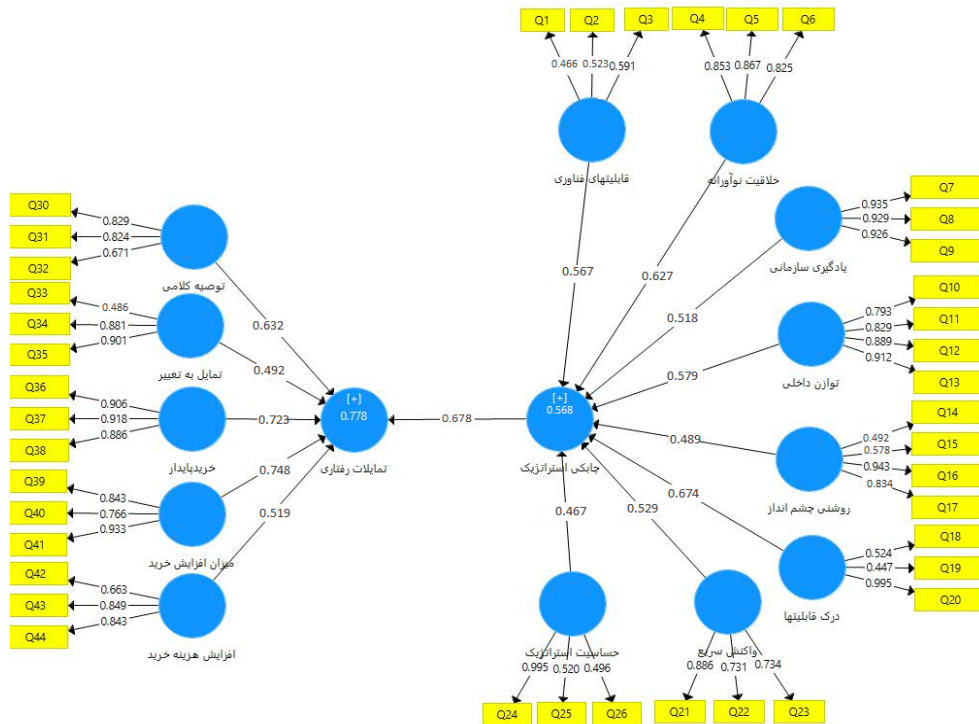 Q1 Q2 Q3 Q4 Q5 Q6
0.466 0.523 0.591 0.853 0.867 0.825
قابلیتهای فناوری
خلاقیت نوآورانه
Q7
Q8
Q9
0.935
0.929
0.926
یادگیری سازمانی
Q10
Q11
Q12
Q13
0.793
0.829
0.889
0.912
توازن داخلی
Q14
Q15
Q16
Q17
0.492
0.578
0.943
0.834
روشنی چشم انداز
Q18
Q19
Q20
0.524
0.447
0.995
درک قابلیتها
Q30
Q31
Q32
0.829
0.824
0.671
توصیه کلامی
Q33
Q34
Q35
0.486
0.881
0.901
تمایل به تعییر
Q36
Q37
Q38
0.906
0.918
0.886
خریدپایدار
Q39
Q40
Q41
0.843
0.766
0.933
میزان افزایش خرید
Q42
Q43
Q44
0.663
0.849
0.843
افزایش هزینه خرید
0.632
0.492
0.723
0.748
0.519
[+]
0.778
تمایلات رفتاری
0.678
[+]
0.568
چابکی استراتژیک
0.567
0.627
0.518
0.579
0.489
0.674
0.529
0.467
حساسیت استراتژیک
0.995 0.520 0.496
Q24 Q25 Q26
واکنش سریع
0.886 0.731 0.734
Q21 Q22 Q23